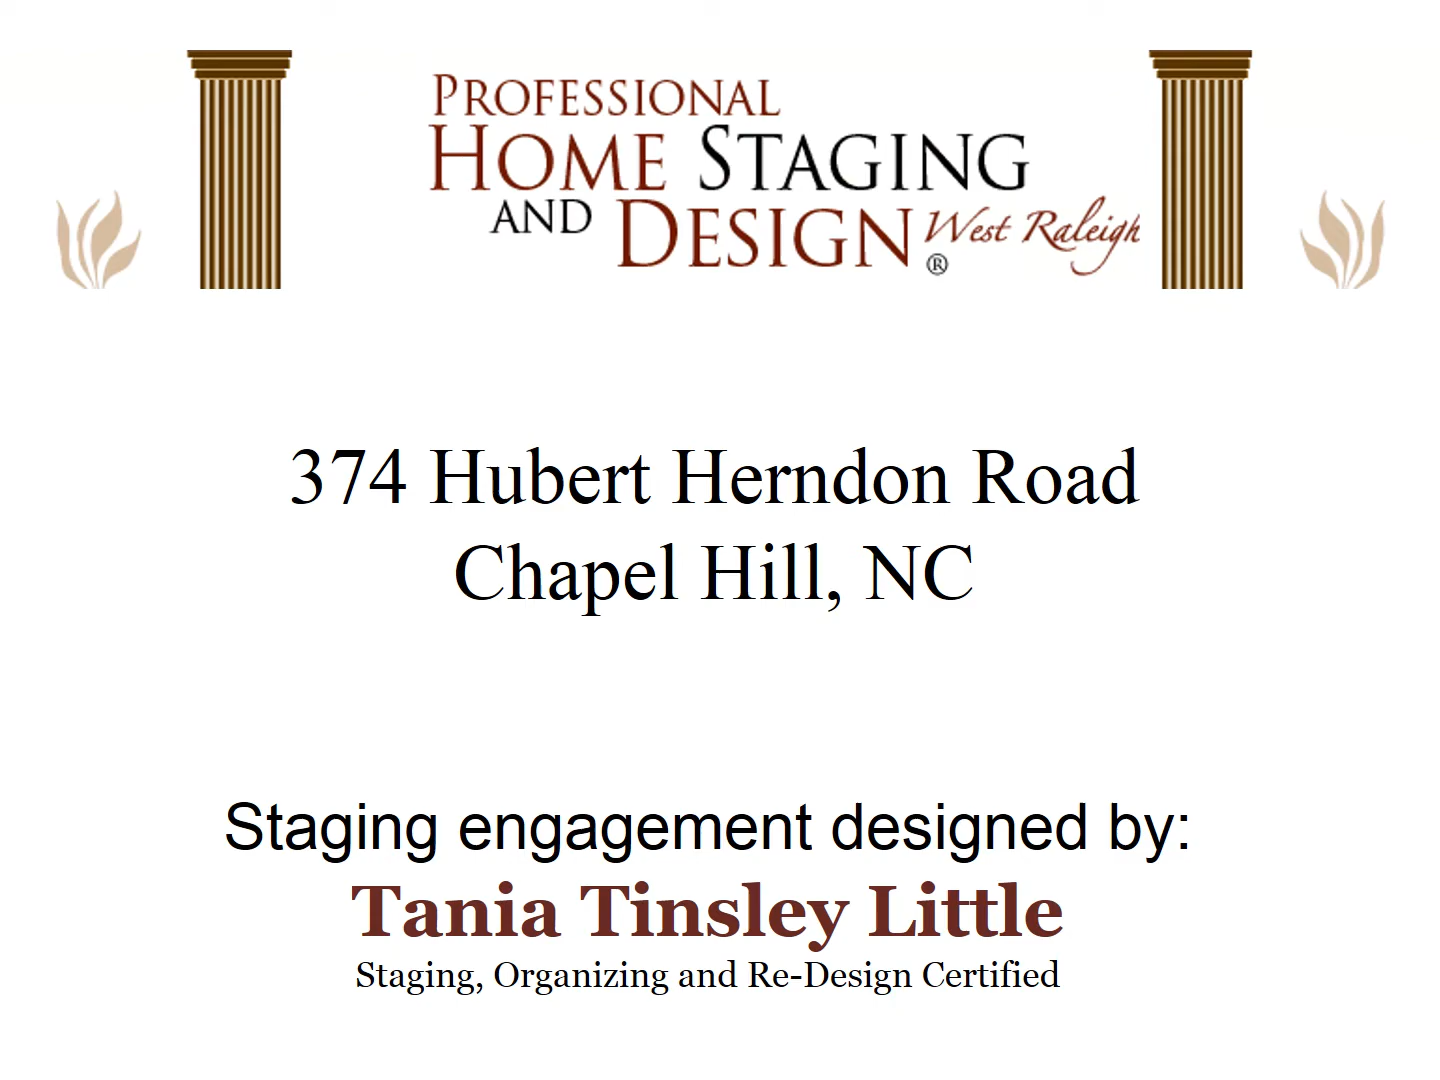 PROFESSIONAL
HOME STAGING
AND DESIGN® West Raleigh
374 Hubert Herndon Road
Chapel Hill, NC
Staging engagement designed by:
Tania Tinsley Little
Staging, Organizing and Re-Design Certified